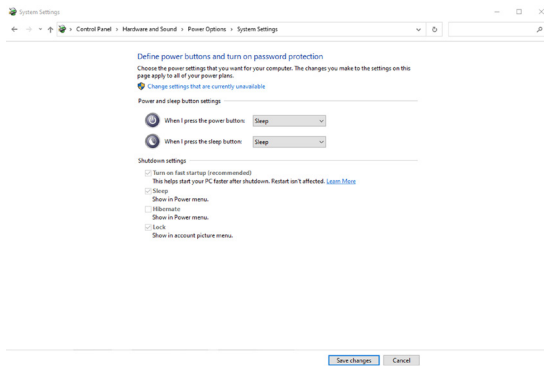 System Settings
Control Panel > Hardware and Sound > Power Options > System Settings
Define power buttons and turn on password protection
Choose the power settings that you want for your computer. The changes you make to the settings on this
page apply to all of your power plans.
Change settings that are currently unavailable
Power and sleep button settings
When I press the power button: Sleep
When I press the sleep button: Sleep
Shutdown settings
Turn on fast startup (recommended)
This helps start your PC faster after shutdown. Restart isn't affected. Learn More
Sleep
Show in Power menu.
Hibernate
Show in Power menu.
Lock
Show in account picture menu.
Save changes Cancel